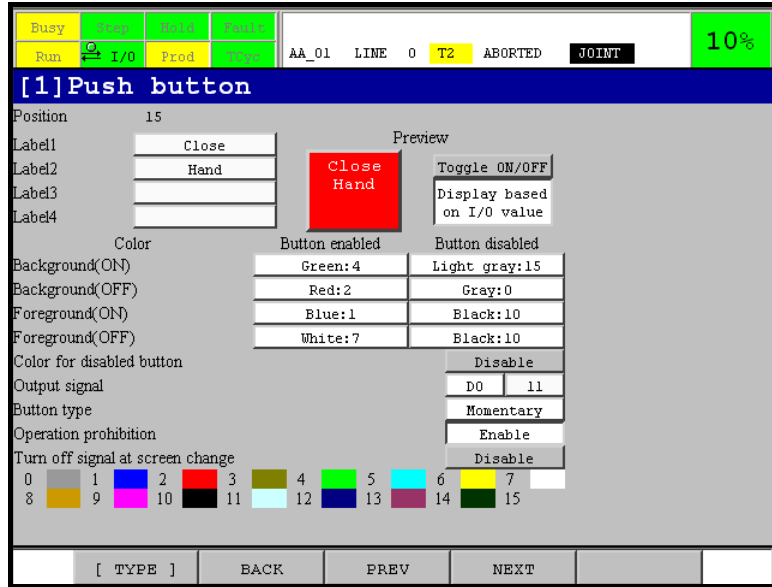 Busy Step Hold Fault
Run I/O Prod TCyc AA_01 LINE 0 T2 ABORTED JOINT 10%
[1]Push button
Position 15
Preview
Label1 Close
Label2 Hand
Label3
Label4
Close
Hand
Toggle ON/OFF
Display based
on I/O value
Color Button enabled Button disabled
Background(ON) Green:4 Light gray:15
Background(OFF) Red:2 Gray:0
Foreground(ON) Blue:1 Black:10
Foreground(OFF) White:7 Black:10
Color for disabled button Disable
Output signal DO 11
Button type Momentary
Operation prohibition Enable
Turn off signal at screen change Disable
0 1 2 3 4 5 6 7
8 9 10 11 12 13 14 15
[ TYPE ] BACK PREV NEXT